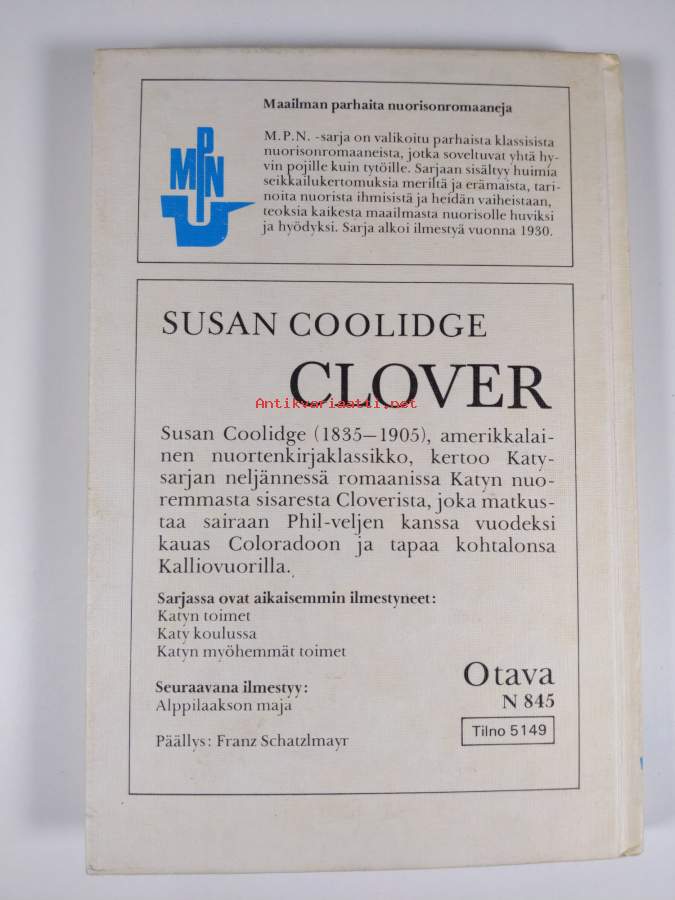 Maailman parhaita nuorisonromaaneja
MPN
M.P.N. -sarja on valikoitu parhaista klassisista
nuorisonromaaneista, jotka soveltuvat yhtä hy-
vin pojille kuin tytöille. Sarjaan sisältyy huimia
seikkailukertomuksia meriltä ja erämaista, tari-
noita nuorista ihmisistä ja heidän vaiheistaan,
teoksia kaikesta maailmasta nuorisolle huviksi
ja hyödyksi. Sarja alkoi ilmestyä vuonna 1930.
SUSAN COOLIDGE
CLOVER
Antikvariaatti.net
Susan Coolidge (1835–1905), amerikkalai-
nen nuortenkirjaklassikko, kertoo Katy-
sarjan neljännessä romaanissa Katyn nuo-
remmasta sisaresta Cloverista, joka matkus-
taa sairaan Phil-veljen kanssa vuodeksi
kauas Coloradoon ja tapaa kohtalonsa
Kalliovuorilla.
Sarjassa ovat aikaisemmin ilmestyneet:
Katyn toimet
Katy koulussa
Katyn myöhemmät toimet
Seuraavana ilmestyy:
Alppilaakson maja
Päällys: Franz Schatzlmayr
Otava
N 845
Tilno 5149